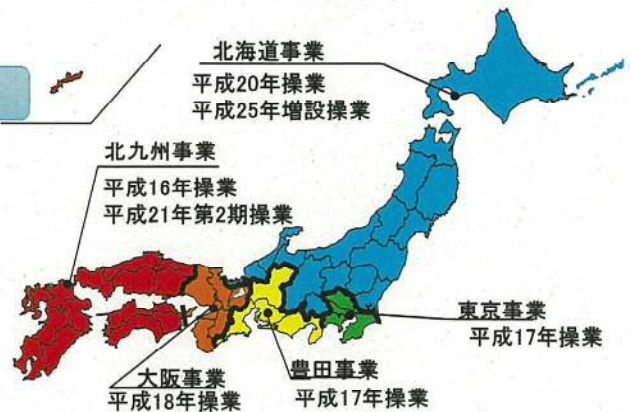 北海道事業
平成20年操業
平成25年増設操業
北九州事業
平成16年操業
平成21年第2期操業
東京事業
平成17年操業
豊田事業
平成17年操業
大阪事業
平成18年操業